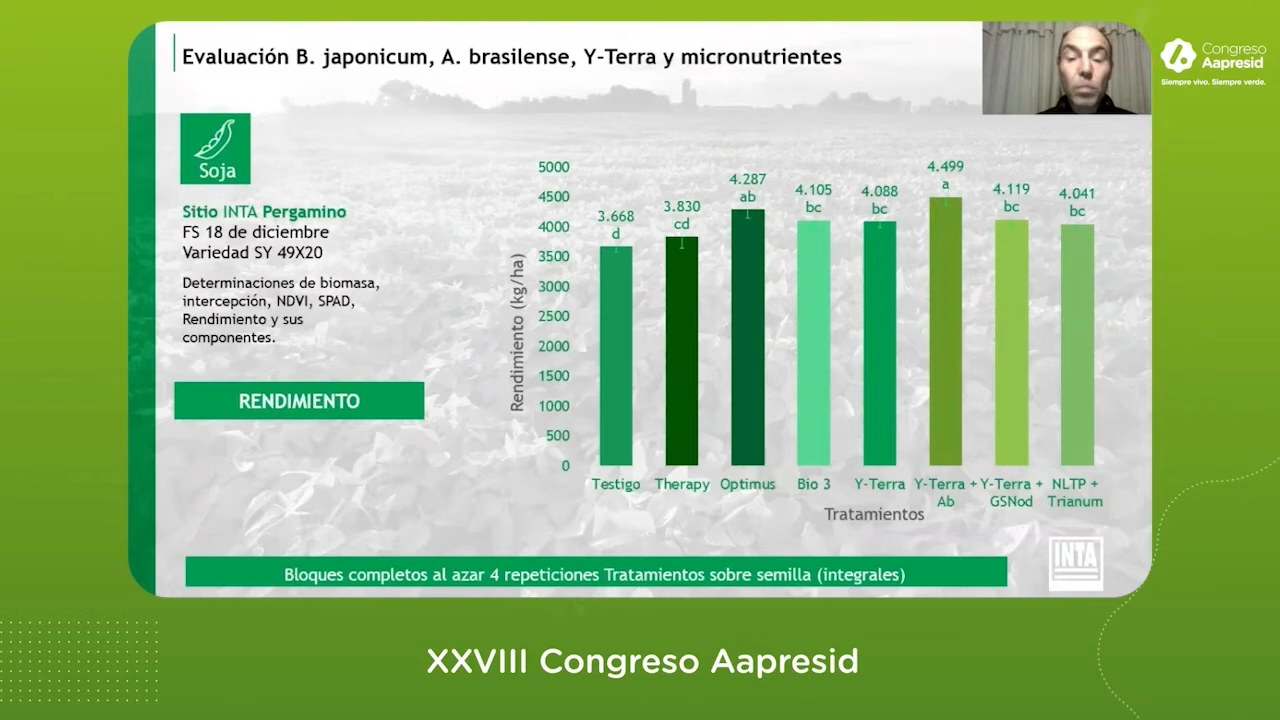 Evaluación B. japonicum, A. brasilense, Y-Terra y micronutrientes
Congreso
Aapresid
Siempre vivo. Siempre verde.
Soja
Sitio INTA Pergamino
FS 18 de diciembre
Variedad SY 49X20
Determinaciones de biomasa,
intercepción, NDVI, SPAD,
Rendimiento y sus
componentes.
RENDIMIENTO
Rendimiento (kg/ha)
5000
4500
4000
3500
3000
2500
2000
1500
1000
500
0
3.668
d
3.830
cd
4.287
ab
4.105
bc
4.088
bc
4.499
a
4.119
bc
4.041
bc
Testigo
Therapy
Optimus
Bio 3
Y-Terra
Y-Terra +
Ab
Y-Terra +
GSNod
NLTP +
Trianum
Tratamientos
Bloques completos al azar 4 repeticiones Tratamientos sobre semilla (integrales)
INTA
XXVIII Congreso Aapresid